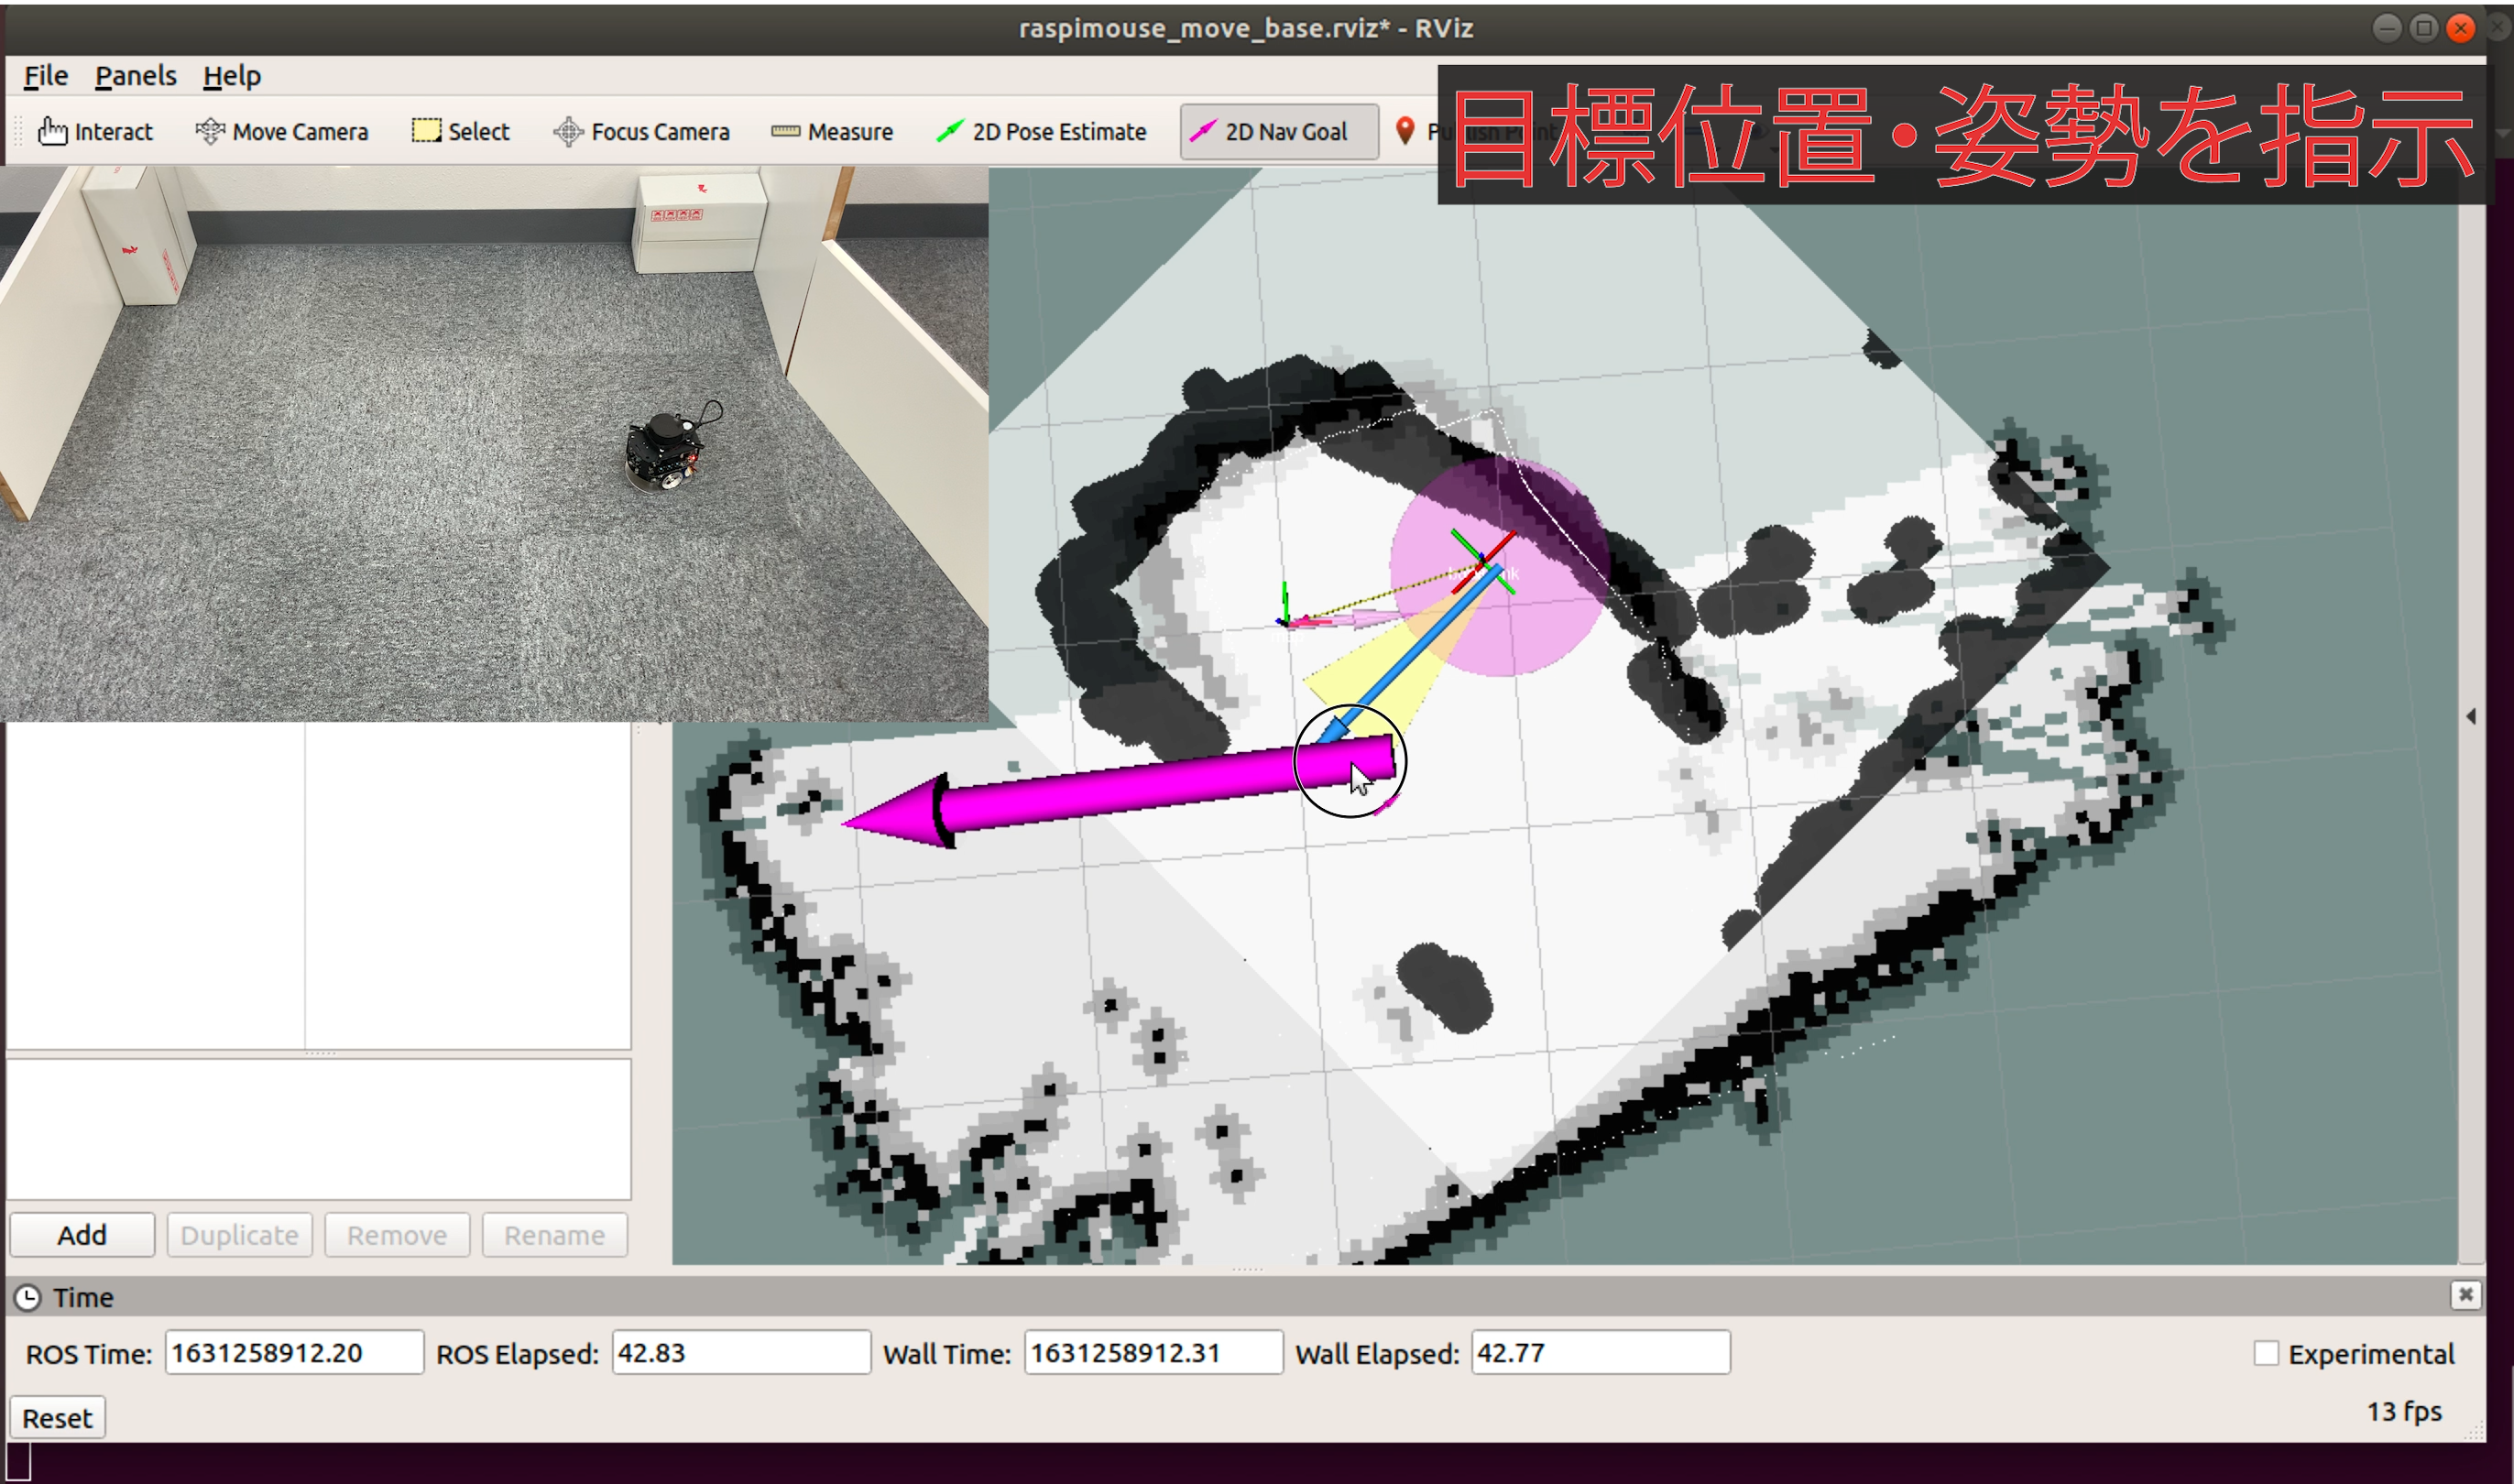 raspimouse_move_base.rviz* - RViz
File Panels Help
Interact Move Camera Select Focus Camera Measure 2D Pose Estimate 2D Nav Goal Publish Point
目標位置・姿勢を指示
Add Duplicate Remove Rename
Time
ROS Time: 1631258912.20 ROS Elapsed: 42.83 Wall Time: 1631258912.31 Wall Elapsed: 42.77 Experimental
Reset 13 fps